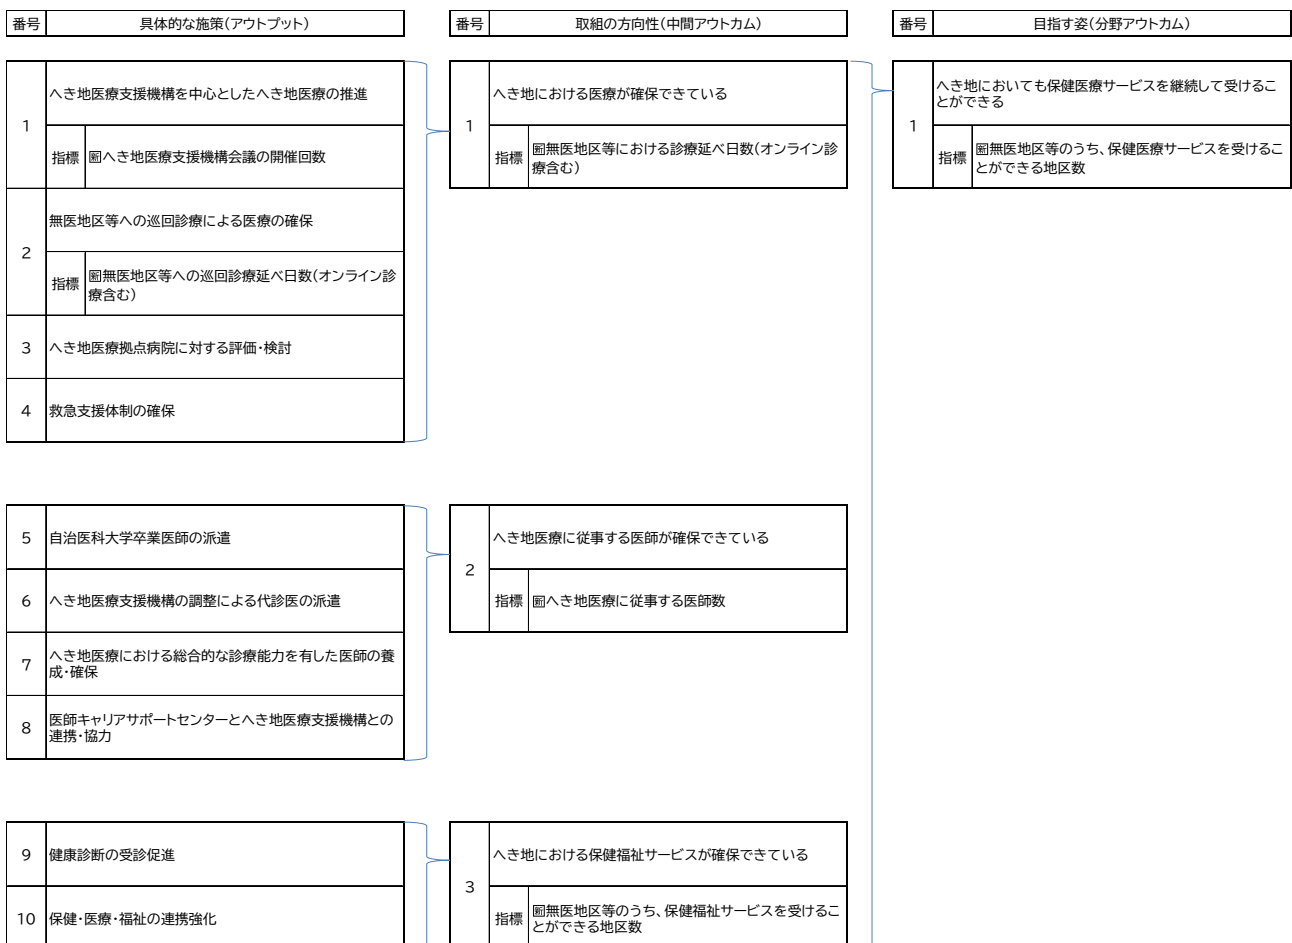 番号 具体的な施策(アウトプット)
番号 取組の方向性(中間アウトカム)
番号 目指す姿(分野アウトカム)
1
へき地医療支援機構を中心としたへき地医療の推進
指標
へき地医療支援機構会議の開催回数
2
無医地区等への巡回診療による医療の確保
指標
無医地区等への巡回診療延べ日数(オンライン診
療含む)
3 へき地医療拠点病院に対する評価・検討
4 救急支援体制の確保
1
へき地における医療が確保できている
指標
無医地区等における診療延べ日数(オンライン診
療含む)
1
へき地においても保健医療サービスを継続して受けるこ
とができる
指標
無医地区等のうち、保健医療サービスを受けるこ
とができる地区数
5 自治医科大学卒業医師の派遣
6 へき地医療支援機構の調整による代診医の派遣
7
へき地医療における総合的な診療能力を有した医師の養
成・確保
8
医師キャリアサポートセンターとへき地医療支援機構との
連携・協力
2
へき地医療に従事する医師が確保できている
指標
へき地医療に従事する医師数
9 健康診断の受診促進
10 保健・医療・福祉の連携強化
3
へき地における保健福祉サービスが確保できている
指標
無医地区等のうち、保健福祉サービスを受けるこ
とができる地区数